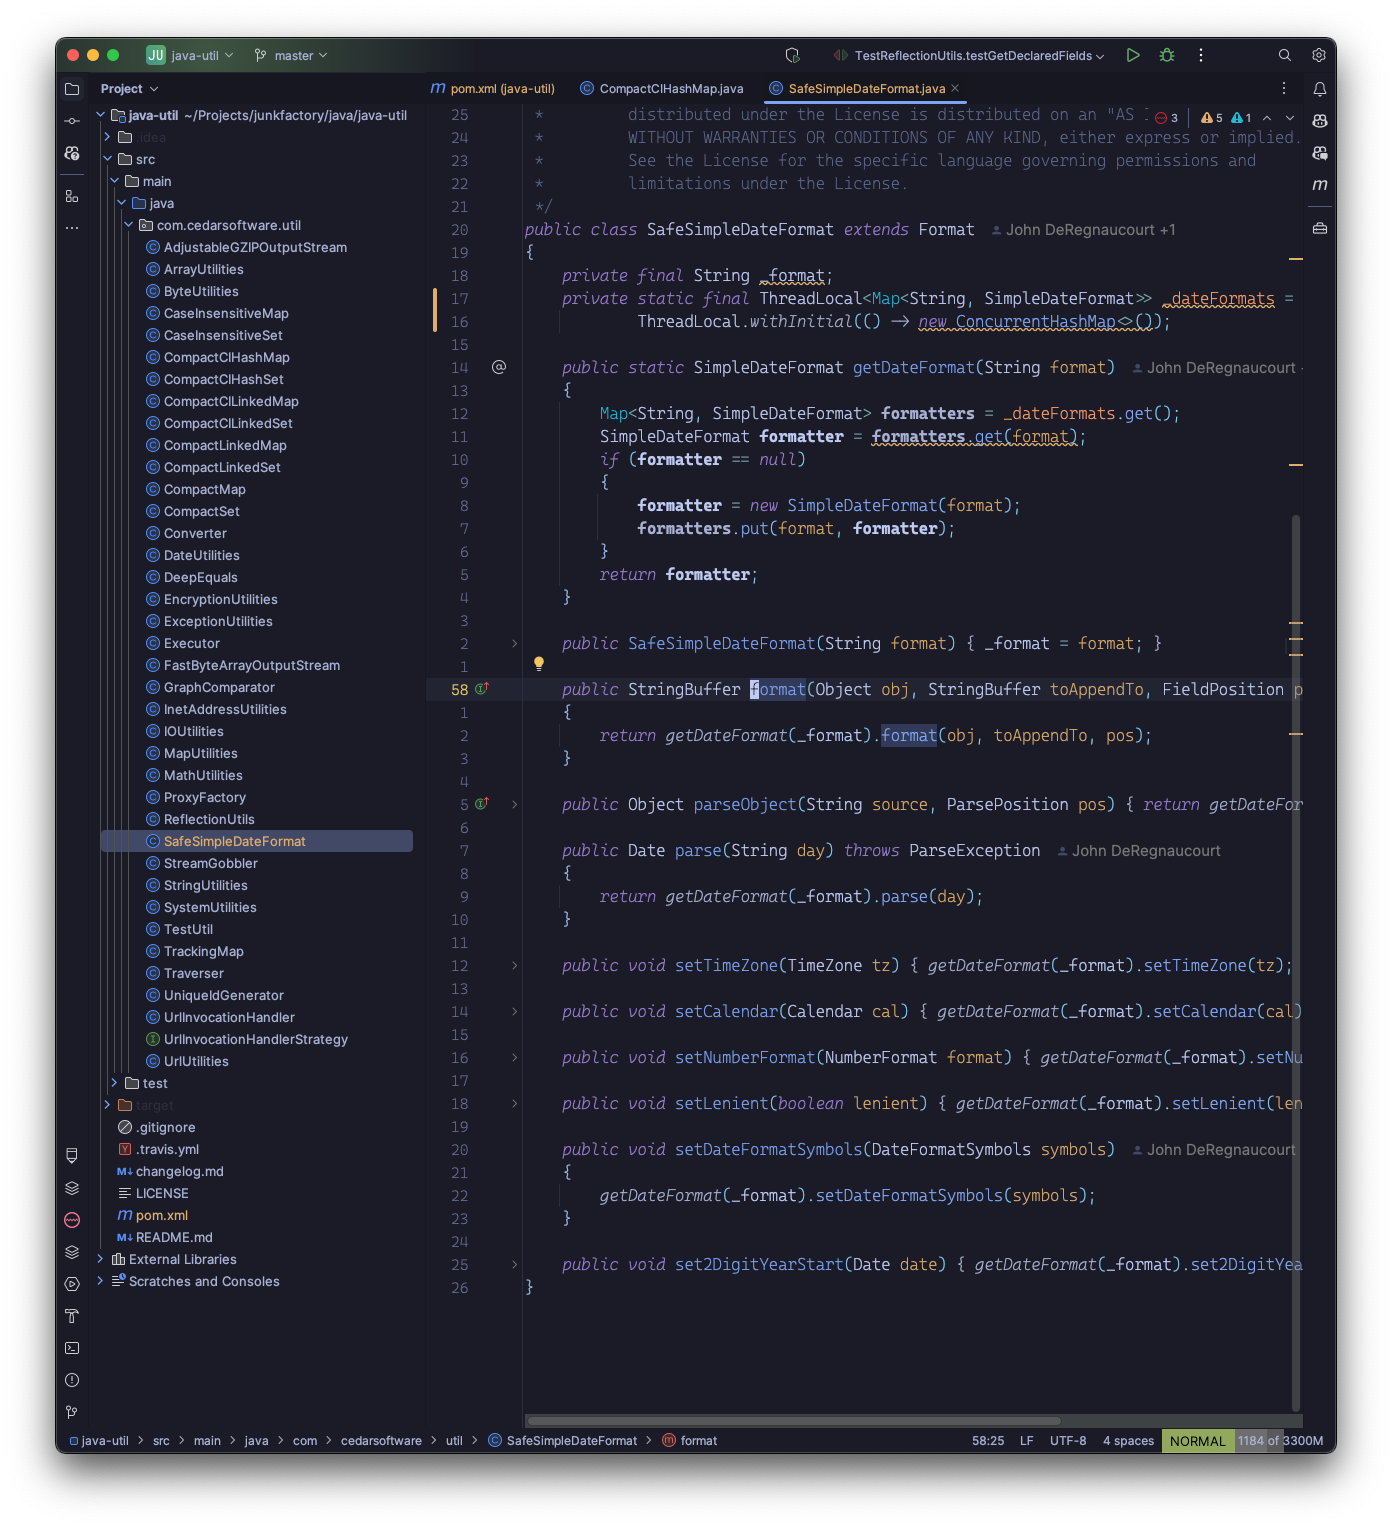 JU java-util master TestReflectionUtils.testGetDeclaredFields
Project
m pom.xml (java-util) CompactCIHashMap.java SafeSimpleDateFormat.java
java-util ~/Projects/junkfactory/java/java-util
.idea
src
main
java
com.cedarsoftware.util
AdjustableGZIPOutputStream
ArrayUtilities
ByteUtilities
CaseInsensitiveMap
CaseInsensitiveSet
CompactCIHashMap
CompactCIHashSet
CompactCILinkedMap
CompactCILinkedSet
CompactLinkedMap
CompactLinkedSet
CompactMap
CompactSet
Converter
DateUtilities
DeepEquals
EncryptionUtilities
ExceptionUtilities
Executor
FastByteArrayOutputStream
GraphComparator
InetAddressUtilities
IOUtilities
MapUtilities
MathUtilities
ProxyFactory
ReflectionUtils
SafeSimpleDateFormat
StreamGobbler
StringUtilities
SystemUtilities
TestUtil
TrackingMap
Traverser
UniqueIdGenerator
UrlInvocationHandler
UrlInvocationHandlerStrategy
UrlUtilities
test
target
.gitignore
.travis.yml
changelog.md
LICENSE
pom.xml
README.md
External Libraries
Scratches and Consoles
3 5 1
25 * distributed under the License is distributed on an "AS I
24 * WITHOUT WARRANTIES OR CONDITIONS OF ANY KIND, either express or implied.
23 * See the License for the specific language governing permissions and
22 * limitations under the License.
21 */
20 public class SafeSimpleDateFormat extends Format John DeRegnaucourt +1
19 {
18 private final String _format;
17 private static final ThreadLocal<Map<String, SimpleDateFormat>> _dateFormats =
16 ThreadLocal.withInitial(() -> new ConcurrentHashMap<>());
15
14 @ public static SimpleDateFormat getDateFormat(String format) John DeRegnaucourt
13 {
12 Map<String, SimpleDateFormat> formatters = _dateFormats.get();
11 SimpleDateFormat formatter = formatters.get(format);
10 if (formatter == null)
9 {
8 formatter = new SimpleDateFormat(format);
7 formatters.put(format, formatter);
6 }
5 return formatter;
4 }
3
2 public SafeSimpleDateFormat(String format) { _format = format; }
1
58 public StringBuffer format(Object obj, StringBuffer toAppendTo, FieldPosition p
1 {
2 return getDateFormat(_format).format(obj, toAppendTo, pos);
3 }
4
5 public Object parseObject(String source, ParsePosition pos) { return getDateFor
6
7 public Date parse(String day) throws ParseException John DeRegnaucourt
8 {
9 return getDateFormat(_format).parse(day);
10 }
11
12 public void setTimeZone(TimeZone tz) { getDateFormat(_format).setTimeZone(tz);
13
14 public void setCalendar(Calendar cal) { getDateFormat(_format).setCalendar(cal)
15
16 public void setNumberFormat(NumberFormat format) { getDateFormat(_format).setNu
17
18 public void setLenient(boolean lenient) { getDateFormat(_format).setLenient(len
19
20 public void setDateFormatSymbols(DateFormatSymbols symbols) John DeRegnaucourt
21 {
22 getDateFormat(_format).setDateFormatSymbols(symbols);
23 }
24
25 public void set2DigitYearStart(Date date) { getDateFormat(_format).set2DigitYea
26 }
java-util > src > main > java > com > cedarsoftware > util > SafeSimpleDateFormat > format 58:25 LF UTF-8 4 spaces NORMAL 1184 of 3300M